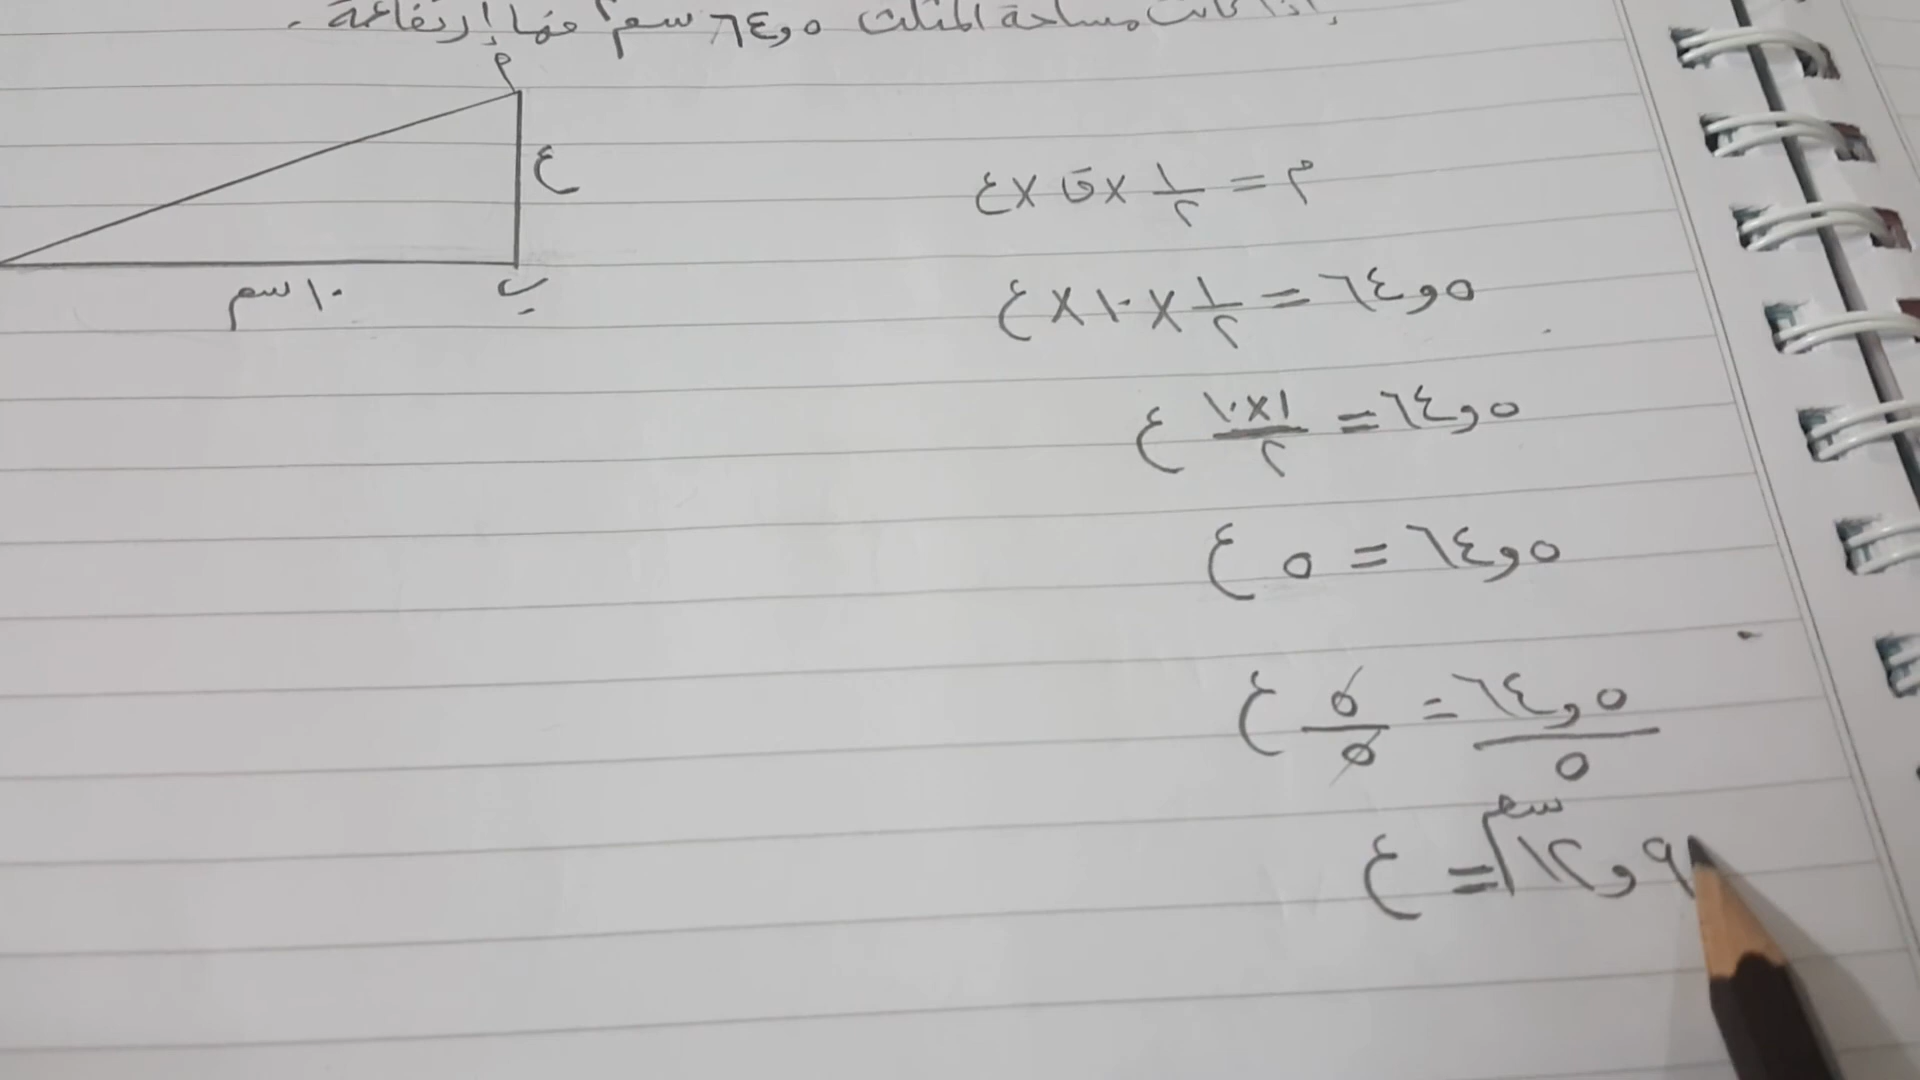 إذا كانت مساحة المثلث ٦٤,٥ سم٢ فما إرتفاعه.
م
ع
ب
١٠ سم
م = ١/٢ × ق × ع
٦٤,٥ = ١/٢ × ١٠ × ع
٦٤,٥ = ١×١٠/٢ ع
٦٤,٥ = ٥ ع
٦٤,٥/٥ = ٥/٥ ع
١٢,٩ سم = ع